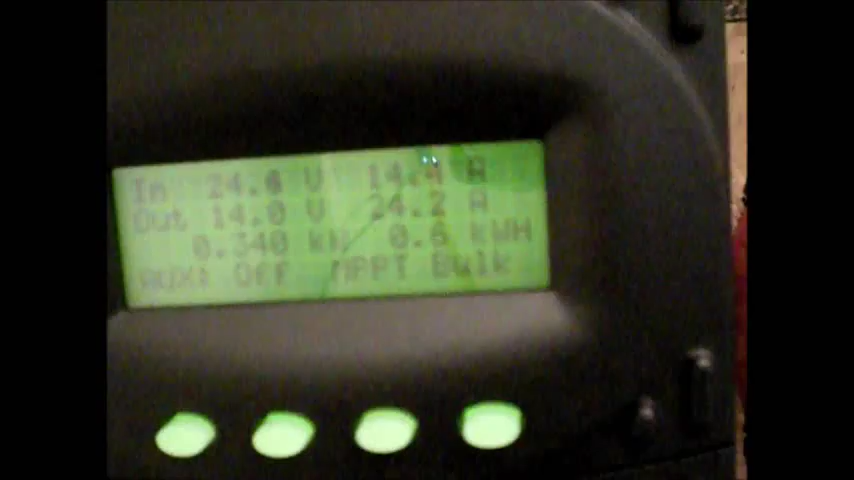 In 24.4 V 14.4 A
Out 14.0 V 24.2 A
0.340 kW 0.6 kWH
AUX: OFF MPPT Bulk